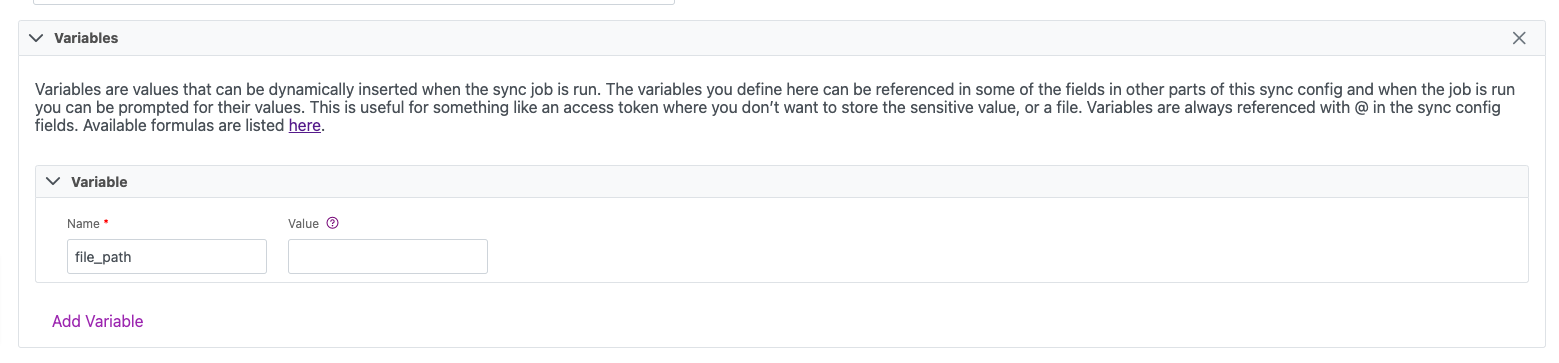 Variables
Variables are values that can be dynamically inserted when the sync job is run. The variables you define here can be referenced in some of the fields in other parts of this sync config and when the job is run
you can be prompted for their values. This is useful for something like an access token where you don’t want to store the sensitive value, or a file. Variables are always referenced with @ in the sync config
fields. Available formulas are listed here.
Variable
Name * Value ?
file_path
Add Variable